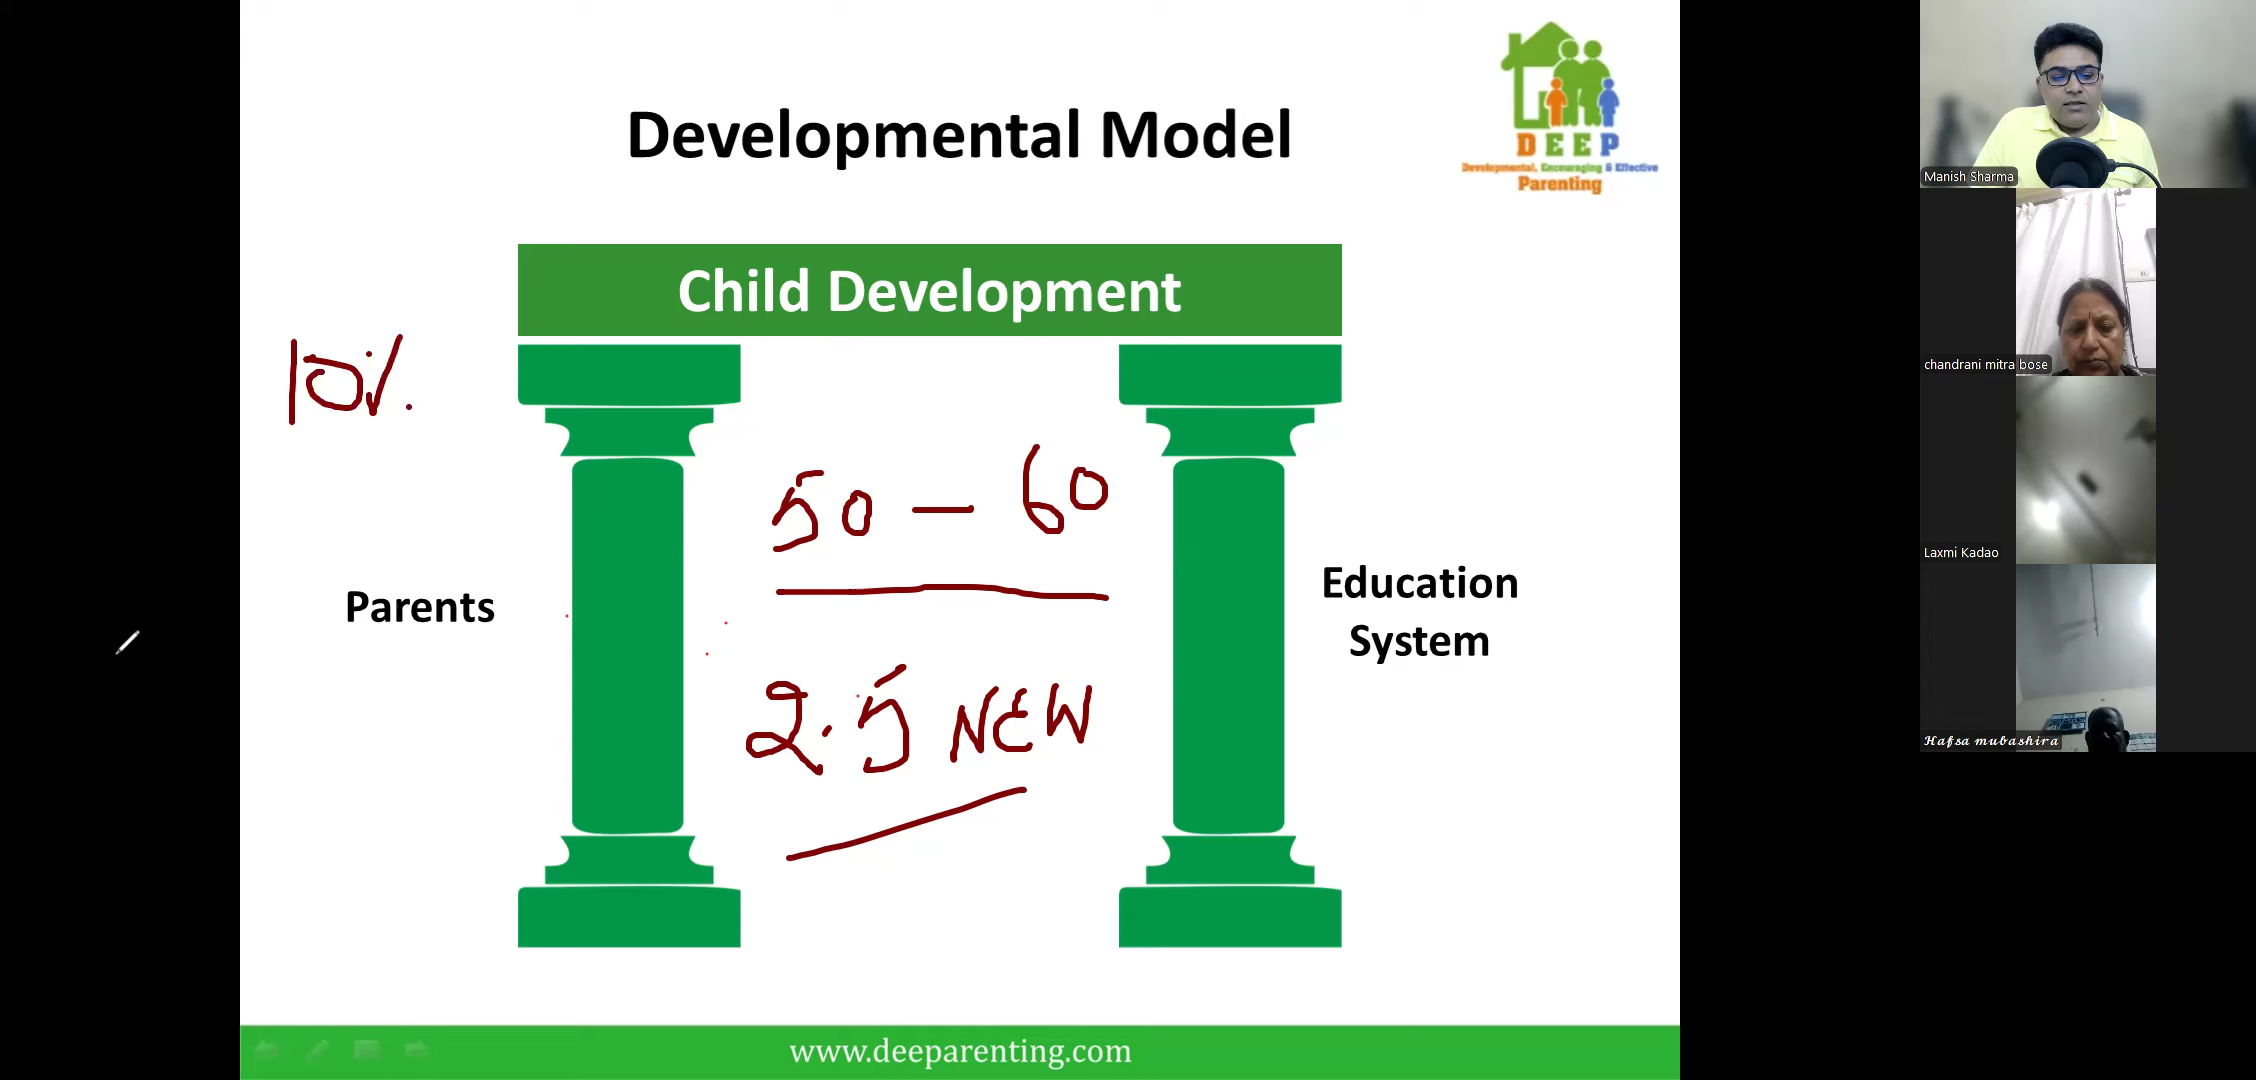 Developmental Model
DEEP
Developmental, Encouraging & Effective
Parenting
Child Development
10%
50 - 60
Parents
Education
System
2.5 NEW
www.deeparenting.com
Manish Sharma
chandrani mitra bose
Laxmi Kadao
Hafsa mubashira